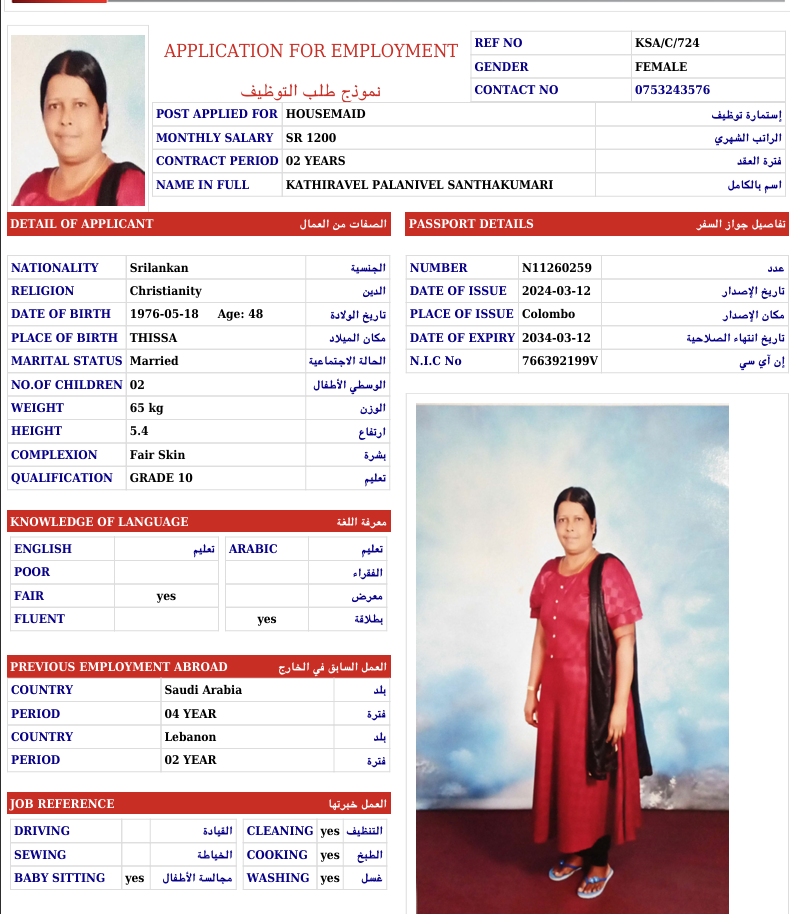 APPLICATION FOR EMPLOYMENT
نموذج طلب التوظيف
REF NO KSA/C/724
GENDER FEMALE
CONTACT NO 0753243576
POST APPLIED FOR HOUSEMAID إستمارة توظيف
MONTHLY SALARY SR 1200 الراتب الشهري
CONTRACT PERIOD 02 YEARS فترة العقد
NAME IN FULL KATHIRAVEL PALANIVEL SANTHAKUMARI اسم بالكامل
DETAIL OF APPLICANT الصفات من العمال
NATIONALITY Srilankan الجنسية
RELIGION Christianity الدين
DATE OF BIRTH 1976-05-18 Age: 48 تاريخ الولادة
PLACE OF BIRTH THISSA مكان الميلاد
MARITAL STATUS Married الحالة الاجتماعية
NO.OF CHILDREN 02 الوسطي الأطفال
WEIGHT 65 kg الوزن
HEIGHT 5.4 ارتفاع
COMPLEXION Fair Skin بشرة
QUALIFICATION GRADE 10 تعليم
KNOWLEDGE OF LANGUAGE معرفة اللغة
ENGLISH تعليم ARABIC تعليم
POOR الفقراء
FAIR yes معرض
FLUENT yes بطلاقة
PREVIOUS EMPLOYMENT ABROAD العمل السابق في الخارج
COUNTRY Saudi Arabia بلد
PERIOD 04 YEAR فترة
COUNTRY Lebanon بلد
PERIOD 02 YEAR فترة
JOB REFERENCE العمل خبرتها
DRIVING القيادة CLEANING yes التنظيف
SEWING الخياطة COOKING yes الطبخ
BABY SITTING yes مجالسة الأطفال WASHING yes غسل
PASSPORT DETAILS تفاصيل جواز السفر
NUMBER N11260259 عدد
DATE OF ISSUE 2024-03-12 تاريخ الإصدار
PLACE OF ISSUE Colombo مكان الإصدار
DATE OF EXPIRY 2034-03-12 تاريخ انتهاء الصلاحية
N.I.C No 766392199V إن آي سي